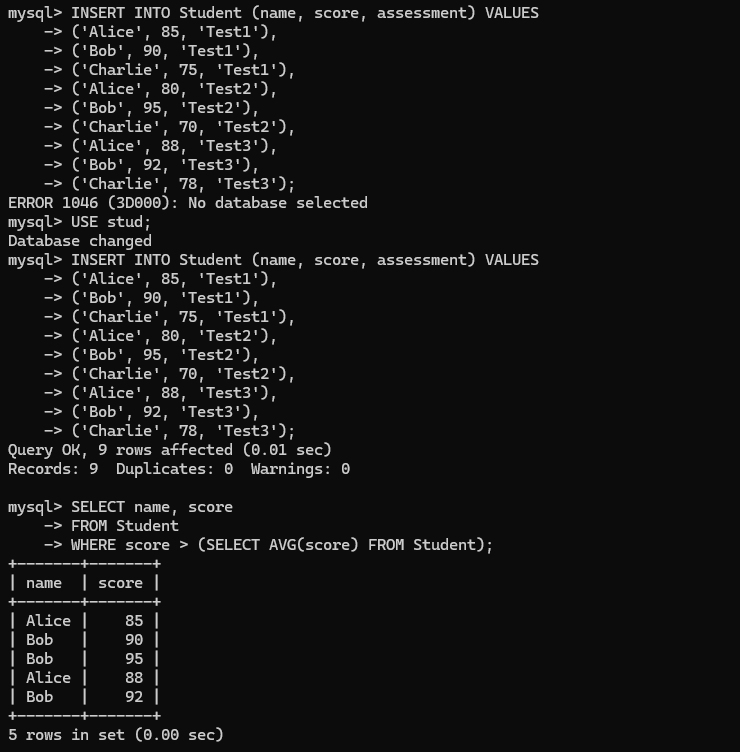 mysql> INSERT INTO Student (name, score, assessment) VALUES
    -> ('Alice', 85, 'Test1'),
    -> ('Bob', 90, 'Test1'),
    -> ('Charlie', 75, 'Test1'),
    -> ('Alice', 80, 'Test2'),
    -> ('Bob', 95, 'Test2'),
    -> ('Charlie', 70, 'Test2'),
    -> ('Alice', 88, 'Test3'),
    -> ('Bob', 92, 'Test3'),
    -> ('Charlie', 78, 'Test3');
ERROR 1046 (3D000): No database selected
mysql> USE stud;
Database changed
mysql> INSERT INTO Student (name, score, assessment) VALUES
    -> ('Alice', 85, 'Test1'),
    -> ('Bob', 90, 'Test1'),
    -> ('Charlie', 75, 'Test1'),
    -> ('Alice', 80, 'Test2'),
    -> ('Bob', 95, 'Test2'),
    -> ('Charlie', 70, 'Test2'),
    -> ('Alice', 88, 'Test3'),
    -> ('Bob', 92, 'Test3'),
    -> ('Charlie', 78, 'Test3');
Query OK, 9 rows affected (0.01 sec)
Records: 9  Duplicates: 0  Warnings: 0

mysql> SELECT name, score
    -> FROM Student
    -> WHERE score > (SELECT AVG(score) FROM Student);
+-------+-------+
| name  | score |
+-------+-------+
| Alice |    85 |
| Bob   |    90 |
| Bob   |    95 |
| Alice |    88 |
| Bob   |    92 |
+-------+-------+
5 rows in set (0.00 sec)